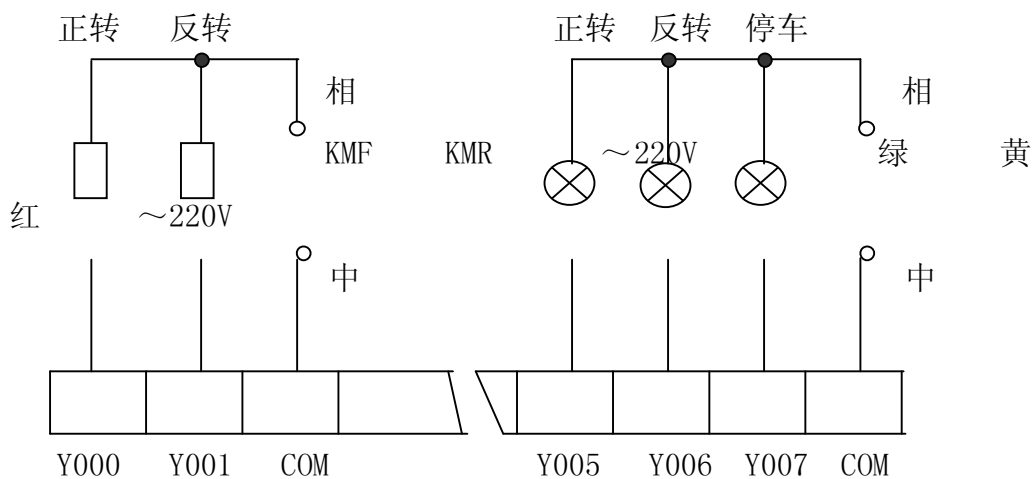 正转 反转 正转 反转 停车
相 相
KMF KMR ～220V 绿 黄
红 ～220V
中 中
Y000 Y001 COM Y005 Y006 Y007 COM